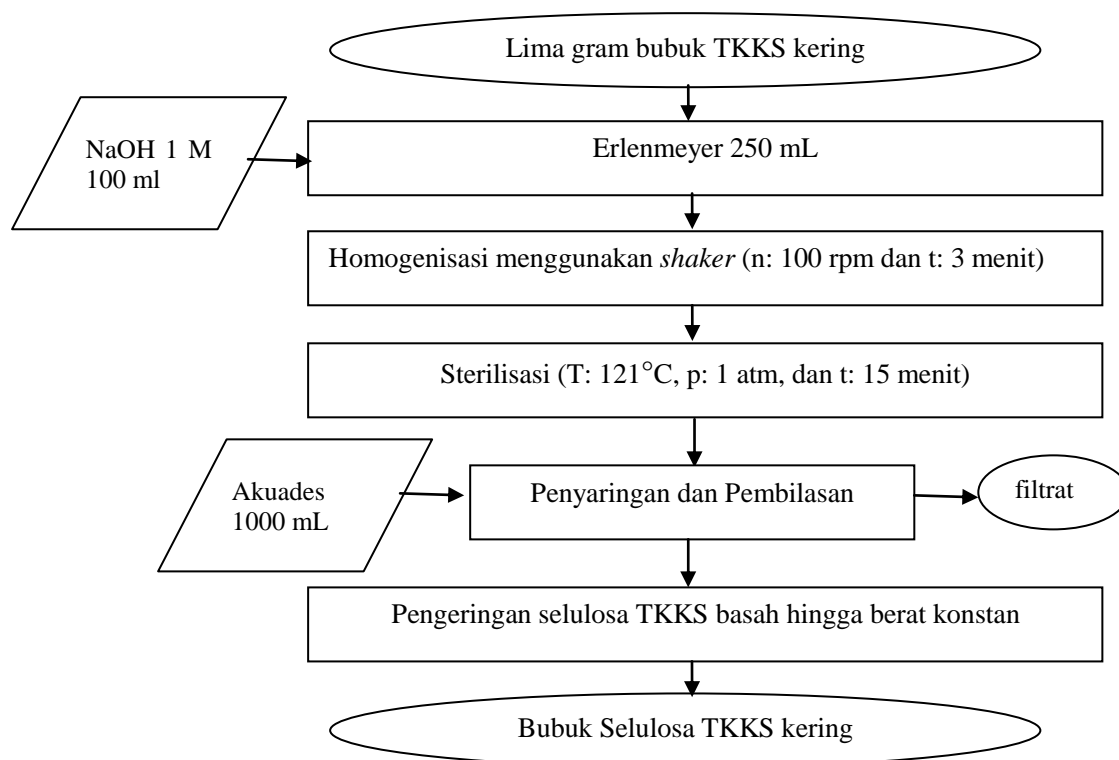 Lima gram bubuk TKKS kering
NaOH 1 M
100 ml
Erlenmeyer 250 mL
Homogenisasi menggunakan shaker (n: 100 rpm dan t: 3 menit)
Sterilisasi (T: 121°C, p: 1 atm, dan t: 15 menit)
Akuades
1000 mL
Penyaringan dan Pembilasan
filtrat
Pengeringan selulosa TKKS basah hingga berat konstan
Bubuk Selulosa TKKS kering